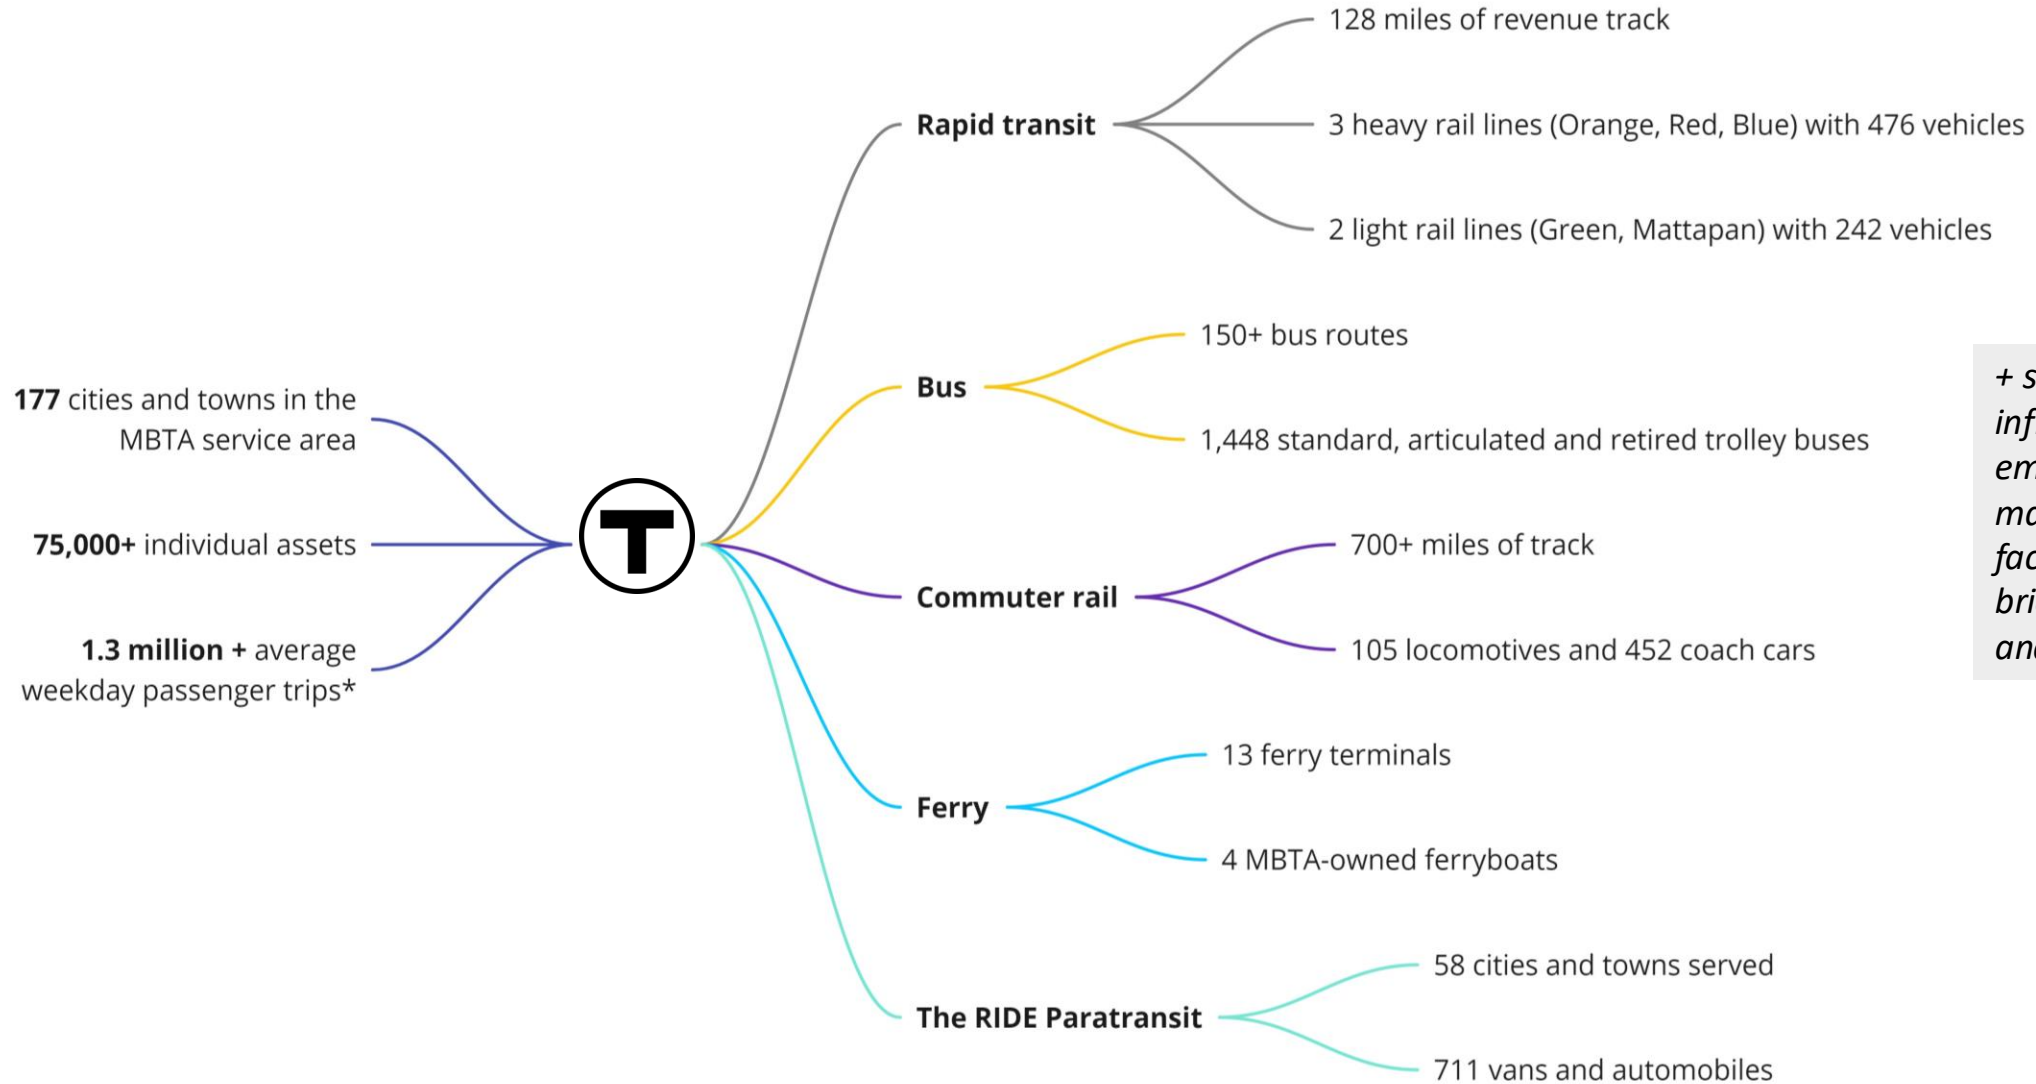 128 miles of revenue track
Rapid transit
3 heavy rail lines (Orange, Red, Blue) with 476 vehicles
2 light rail lines (Green, Mattapan) with 242 vehicles
150+ bus routes
Bus
1,448 standard, articulated and retired trolley buses
177 cities and towns in the
MBTA service area
75,000+ individual assets
1.3 million + average
weekday passenger trips*
T
700+ miles of track
Commuter rail
105 locomotives and 452 coach cars
13 ferry terminals
Ferry
4 MBTA-owned ferryboats
58 cities and towns served
The RIDE Paratransit
711 vans and automobiles
+